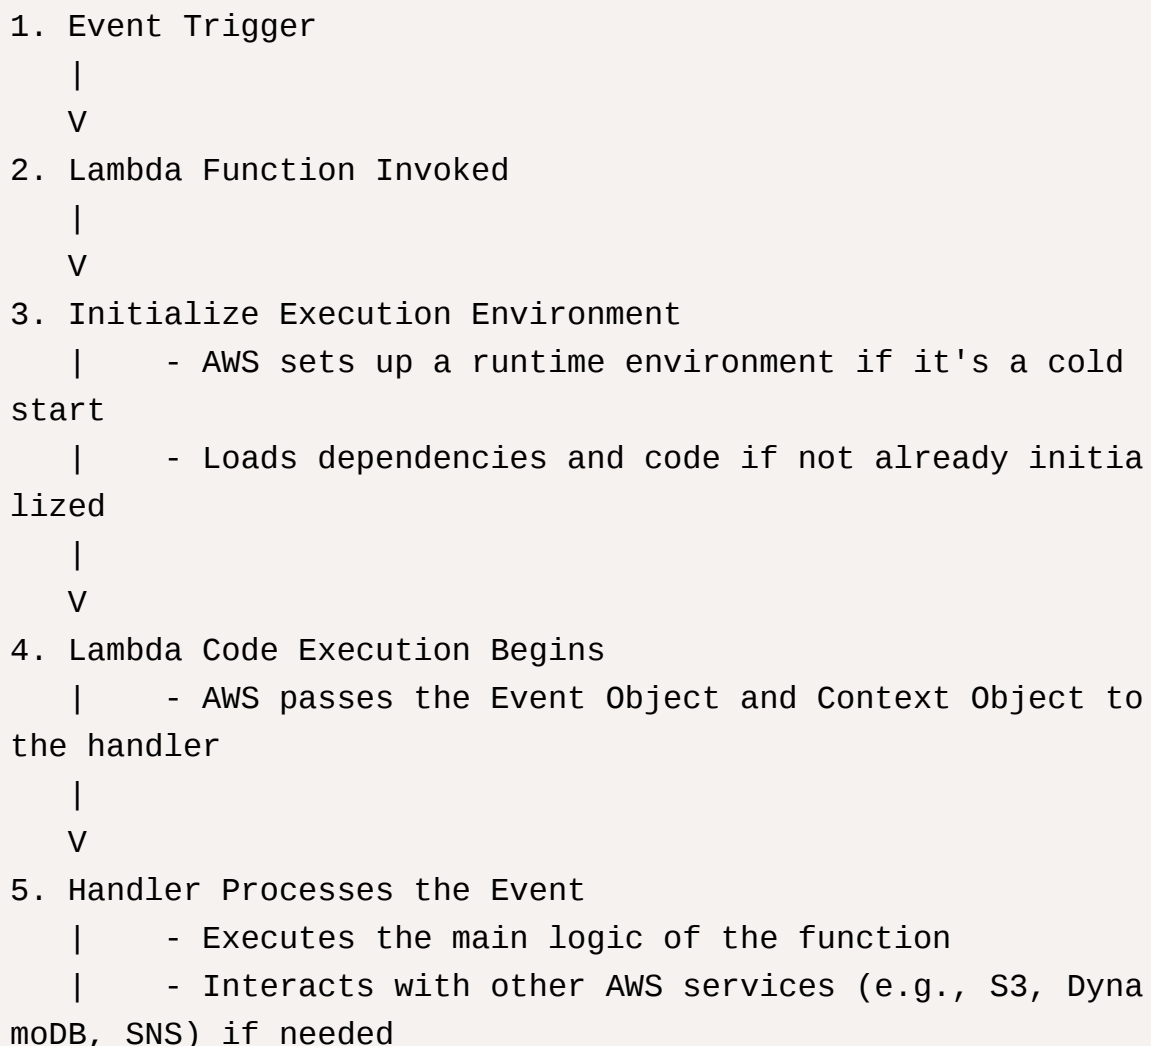 1. Event Trigger
   |
   V
2. Lambda Function Invoked
   |
   V
3. Initialize Execution Environment
   |    - AWS sets up a runtime environment if it's a cold
start
   |    - Loads dependencies and code if not already initia
lized
   |
   V
4. Lambda Code Execution Begins
   |    - AWS passes the Event Object and Context Object to
the handler
   |
   V
5. Handler Processes the Event
   |    - Executes the main logic of the function
   |    - Interacts with other AWS services (e.g., S3, Dyna
moDB, SNS) if needed